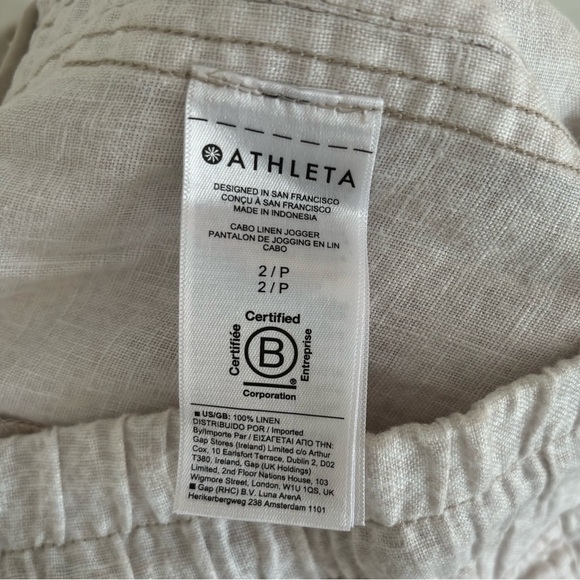 ATHLETA
DESIGNED IN SAN FRANCISCO
CONÇU À SAN FRANCISCO
MADE IN INDONESIA
CABO LINEN JOGGER
PANTALON DE JOGGING EN LIN
CABO
2 / P
2 / P
Certified
Certifiée
B
Entreprise
®
Corporation
■ US/GB: 100% LINEN
DISTRIBUIDO POR / Imported
By/Importe Par / ΕΙΣΑΓΕΤΑΙ ΑΠΟ ΤΗΝ:
Gap Stores (Ireland) Limited c/o Arthur
Cox, 10 Earlsfort Terrace, Dublin 2, D02
T380, Ireland, Gap (UK Holdings)
Limited, 2nd Floor Nations House, 103
Wigmore Street, London, W1U 1QS, UK
■ Gap (RHC) B.V. Luna ArenA
Herikerbergweg 238 Amsterdam 1101